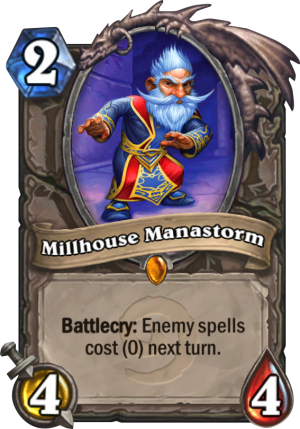 2
Millhouse Manastorm
Battlecry: Enemy spells
cost (0) next turn.
4
4